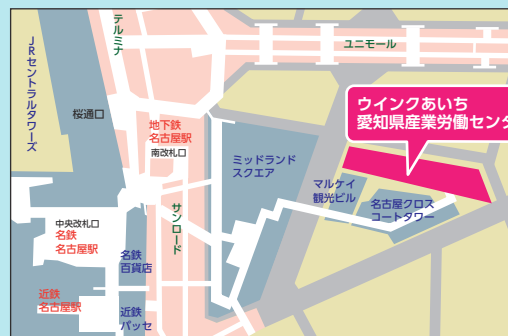 テルミナ
JRセントラルタワーズ
ユニモール
桜通口
地下鉄
名古屋駅
南改札口
ウインクあいち
愛知県産業労働センタ
ミッドランド
スクエア
マルケイ
観光ビル
名古屋クロス
コートタワー
サンロード
中央改札口
名鉄
名古屋駅
名鉄
百貨店
近鉄
名古屋駅
近鉄
パッセ